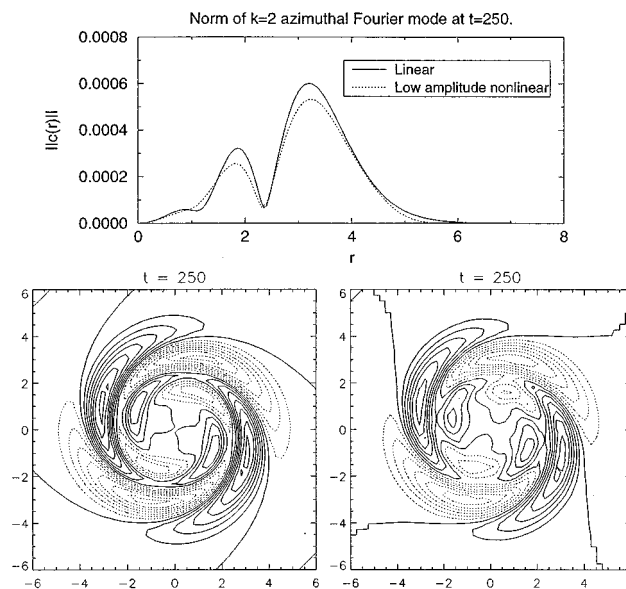 Norm of k=2 azimuthal Fourier mode at t=250.
0.0008
0.0006
0.0004
0.0002
0.0000
||c(r)||
Linear
Low amplitude nonlinear
0 2 4 6 8
r
t = 250
6
4
2
0
−2
−4
−6
−6 −4 −2 0 2 4 6
t = 250
6
4
2
0
−2
−4
−6
−6 −4 −2 0 2 4 6